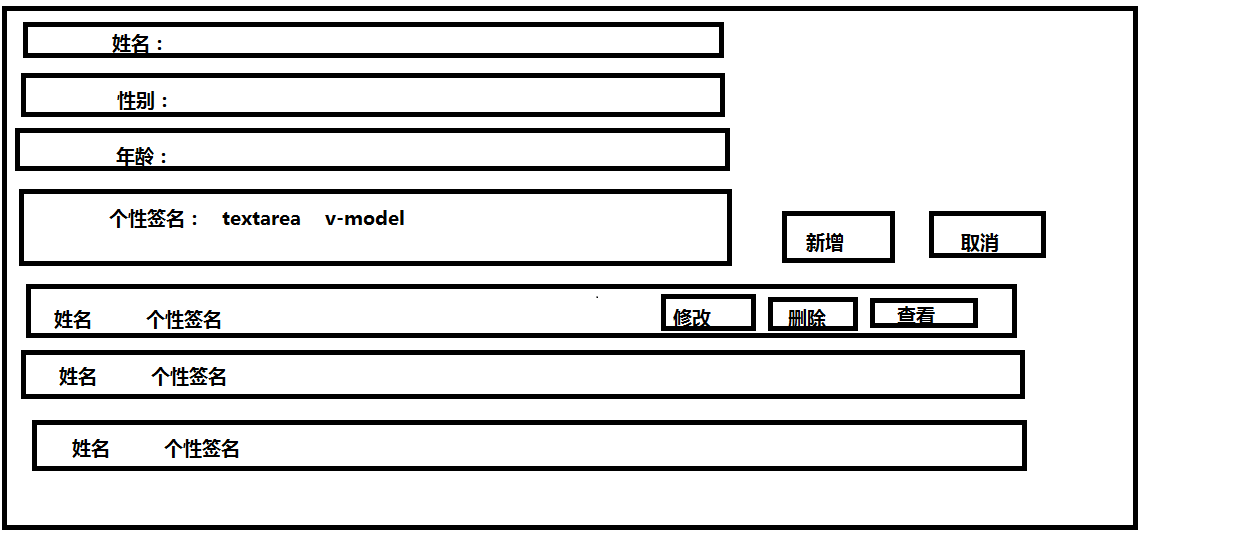 姓名：
性别：
年龄：
个性签名： textarea v-model
新增 取消
姓名 个性签名 修改 删除 查看
姓名 个性签名
姓名 个性签名